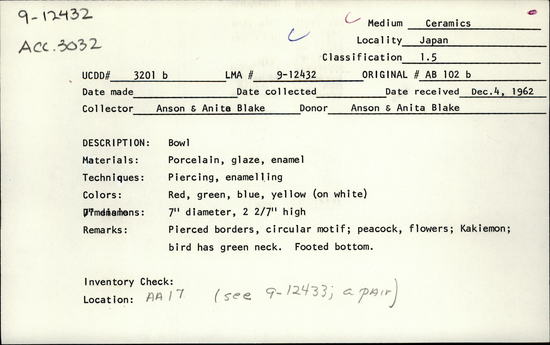 9-12432
Acc. 3032
Medium Ceramics
Locality Japan
Classification 1.5
UCDD# 3201 b LMA # 9-12432 ORIGINAL # AB 102 b
Date made Date collected Date received Dec.4, 1962
Collector Anson & Anita Blake Donor Anson & Anita Blake
DESCRIPTION: Bowl
Materials: Porcelain, glaze, enamel
Techniques: Piercing, enamelling
Colors: Red, green, blue, yellow (on white)
Dimensions: 7" diameter, 2 2/7" high
Remarks: Pierced borders, circular motif; peacock, flowers; Kakiemon;
bird has green neck. Footed bottom.
Inventory Check:
Location: AA17 (see 9-12433; a pair)